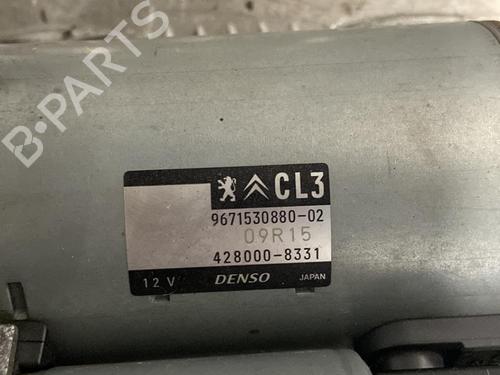 B-PARTS
CL3
9671530880-02
09R15
428000-8331
12 V DENSO JAPAN